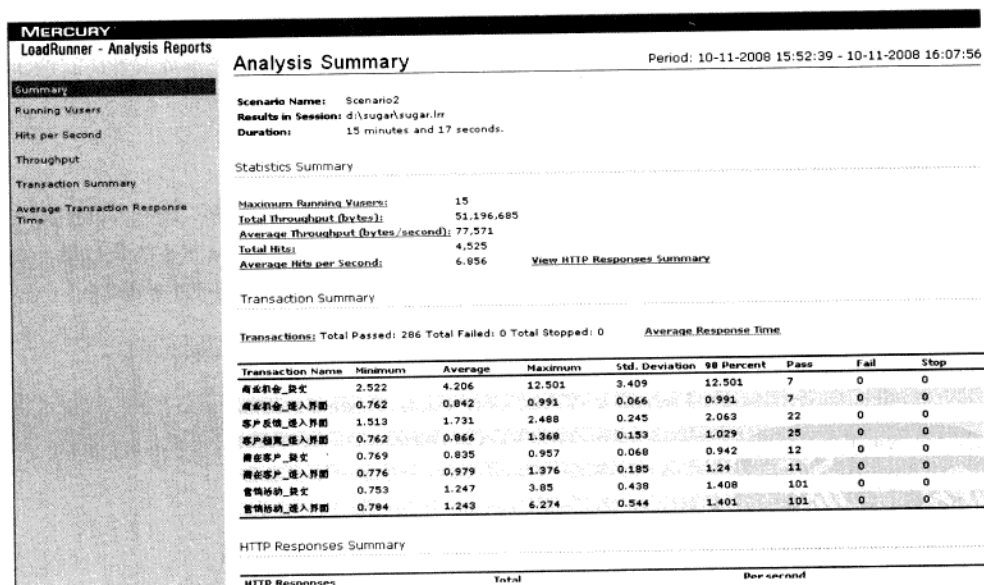 MERCURY
LoadRunner - Analysis Reports
Summary
Running Vusers
Hits per Second
Throughput
Transaction Summary
Average Transaction Response
Time
Analysis Summary
Period: 10-11-2008 15:52:39 - 10-11-2008 16:07:56
Scenario Name: Scenario2
Results in Session: d:\sugar\sugar.lrr
Duration: 15 minutes and 17 seconds.
Statistics Summary
Maximum Running Vusers: 15
Total Throughput (bytes): 51,196,685
Average Throughput (bytes/second): 77,571
Total Hits: 4,525
Average Hits per Second: 6.856 View HTTP Responses Summary
Transaction Summary
Transactions: Total Passed: 286 Total Failed: 0 Total Stopped: 0 Average Response Time
Transaction Name Minimum Average Maximum Std. Deviation 90 Percent Pass Fail Stop
商业机会_提交 2.522 4.206 12.501 3.409 12.501 7 0 0
商业机会_进入界面 0.762 0.842 0.991 0.066 0.991 7 0 0
客户反馈_进入界面 1.513 1.731 2.488 0.245 2.063 22 0 0
客户档案_进入界面 0.762 0.866 1.368 0.153 1.029 25 0 0
潜在客户_提交 0.769 0.835 0.957 0.068 0.942 12 0 0
潜在客户_进入界面 0.776 0.979 1.376 0.185 1.24 11 0 0
营销活动_提交 0.753 1.247 3.85 0.438 1.408 101 0 0
营销活动_进入界面 0.784 1.243 6.274 0.544 1.401 101 0 0
HTTP Responses Summary
HTTP Responses Total Per second